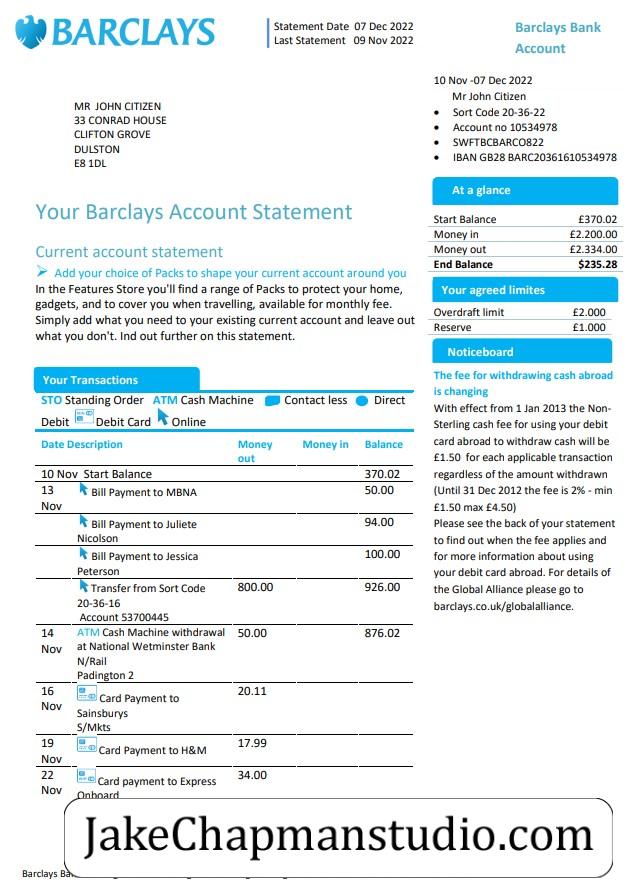 BARCLAYS
Statement Date 07 Dec 2022
Last Statement 09 Nov 2022
Barclays Bank
Account
10 Nov -07 Dec 2022
Mr John Citizen
• Sort Code 20-36-22
• Account no 10534978
• SWFTBCBARCO822
• IBAN GB28 BARC20361610534978
MR JOHN CITIZEN
33 CONRAD HOUSE
CLIFTON GROVE
DULSTON
E8 1DL
Your Barclays Account Statement
Current account statement
Add your choice of Packs to shape your current account around you
In the Features Store you'll find a range of Packs to protect your home,
gadgets, and to cover you when travelling, available for monthly fee.
Simply add what you need to your existing current account and leave out
what you don't. Ind out further on this statement.
At a glance
Start Balance £370.02
Money in £2.200.00
Money out £2.334.00
End Balance $235.28
Your agreed limites
Overdraft limit £2.000
Reserve £1.000
Noticeboard
The fee for withdrawing cash abroad
is changing
With effect from 1 Jan 2013 the Non-
Sterling cash fee for using your debit
card abroad to withdraw cash will be
£1.50 for each applicable transaction
regardless of the amount withdrawn
(Until 31 Dec 2012 the fee is 2% - min
£1.50 max £4.50)
Please see the back of your statement
to find out when the fee applies and
for more information about using
your debit card abroad. For details of
the Global Alliance please go to
barclays.co.uk/globalalliance.
Your Transactions
STO Standing Order ATM Cash Machine Contact less Direct
Debit Debit Card Online
Date Description Money out Money in Balance
10 Nov Start Balance 370.02
13 Nov Bill Payment to MBNA 50.00
Bill Payment to Juliete
Nicolson 94.00
Bill Payment to Jessica
Peterson 100.00
Transfer from Sort Code 800.00 926.00
20-36-16
Account 53700445
14 Nov ATM Cash Machine withdrawal 50.00 876.02
at National Wetminster Bank
N/Rail
Padington 2
16 Nov Card Payment to 20.11
Sainsburys
S/Mkts
19 Nov Card Payment to H&M 17.99
22 Nov Card payment to Express 34.00
Onboard
JakeChapmanstudio.com
Barclays